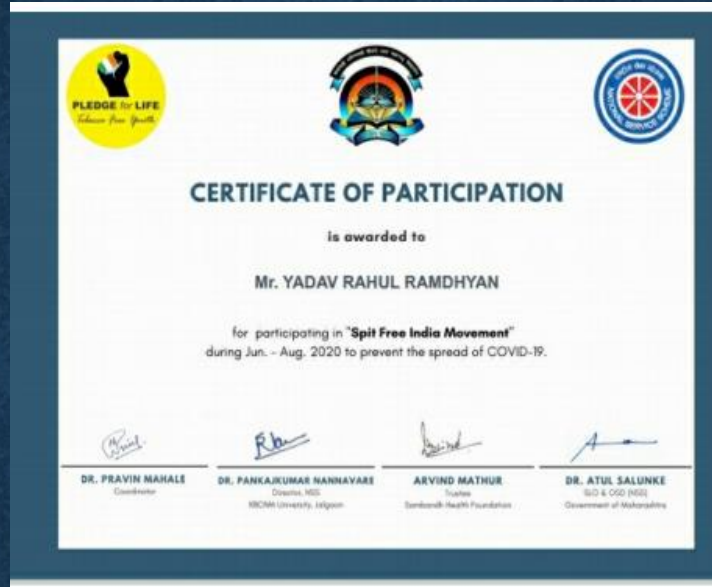 PLEDGE for LIFE
Tobacco Free Youth
NATIONAL SERVICE SCHEME
CERTIFICATE OF PARTICIPATION
is awarded to
Mr. YADAV RAHUL RAMDHYAN
for participating in "Spit Free India Movement"
during Jun. - Aug. 2020 to prevent the spread of COVID-19.
DR. PRAVIN MAHALE
Coordinator
DR. PANKAJKUMAR NANNAVARE
Director, NSS
KBCNM University, Jalgaon
ARVIND MATHUR
Trustee
Sambandh Health Foundation
DR. ATUL SALUNKE
SLO & OSD (NSS)
Government of Maharashtra